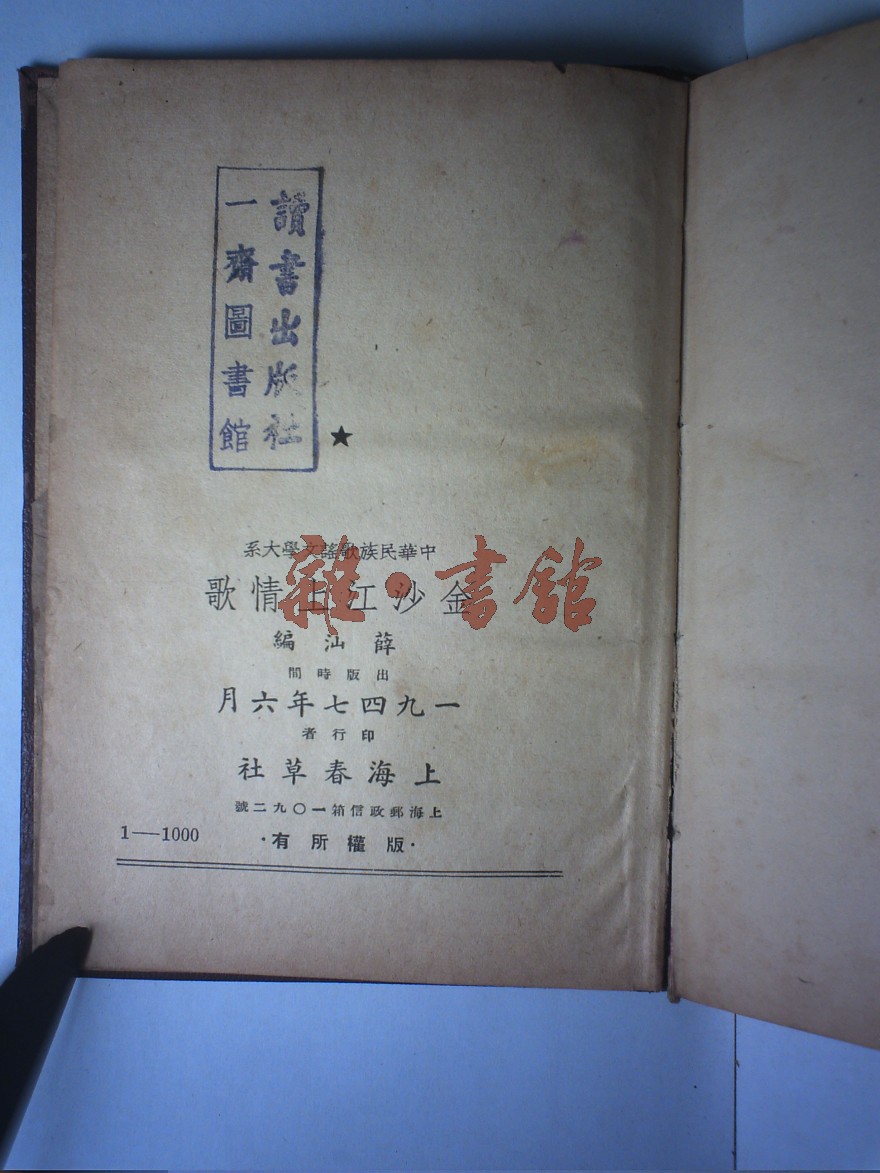 讀書出版社
一齋圖書館
★
中華民族歌謠文學大系
金沙江上情歌
薛汕編
出版時間
一九四七年六月
印行者
上海春草社
上海郵政信箱一〇九二號
·版權所有·
1—1000
雜·書館